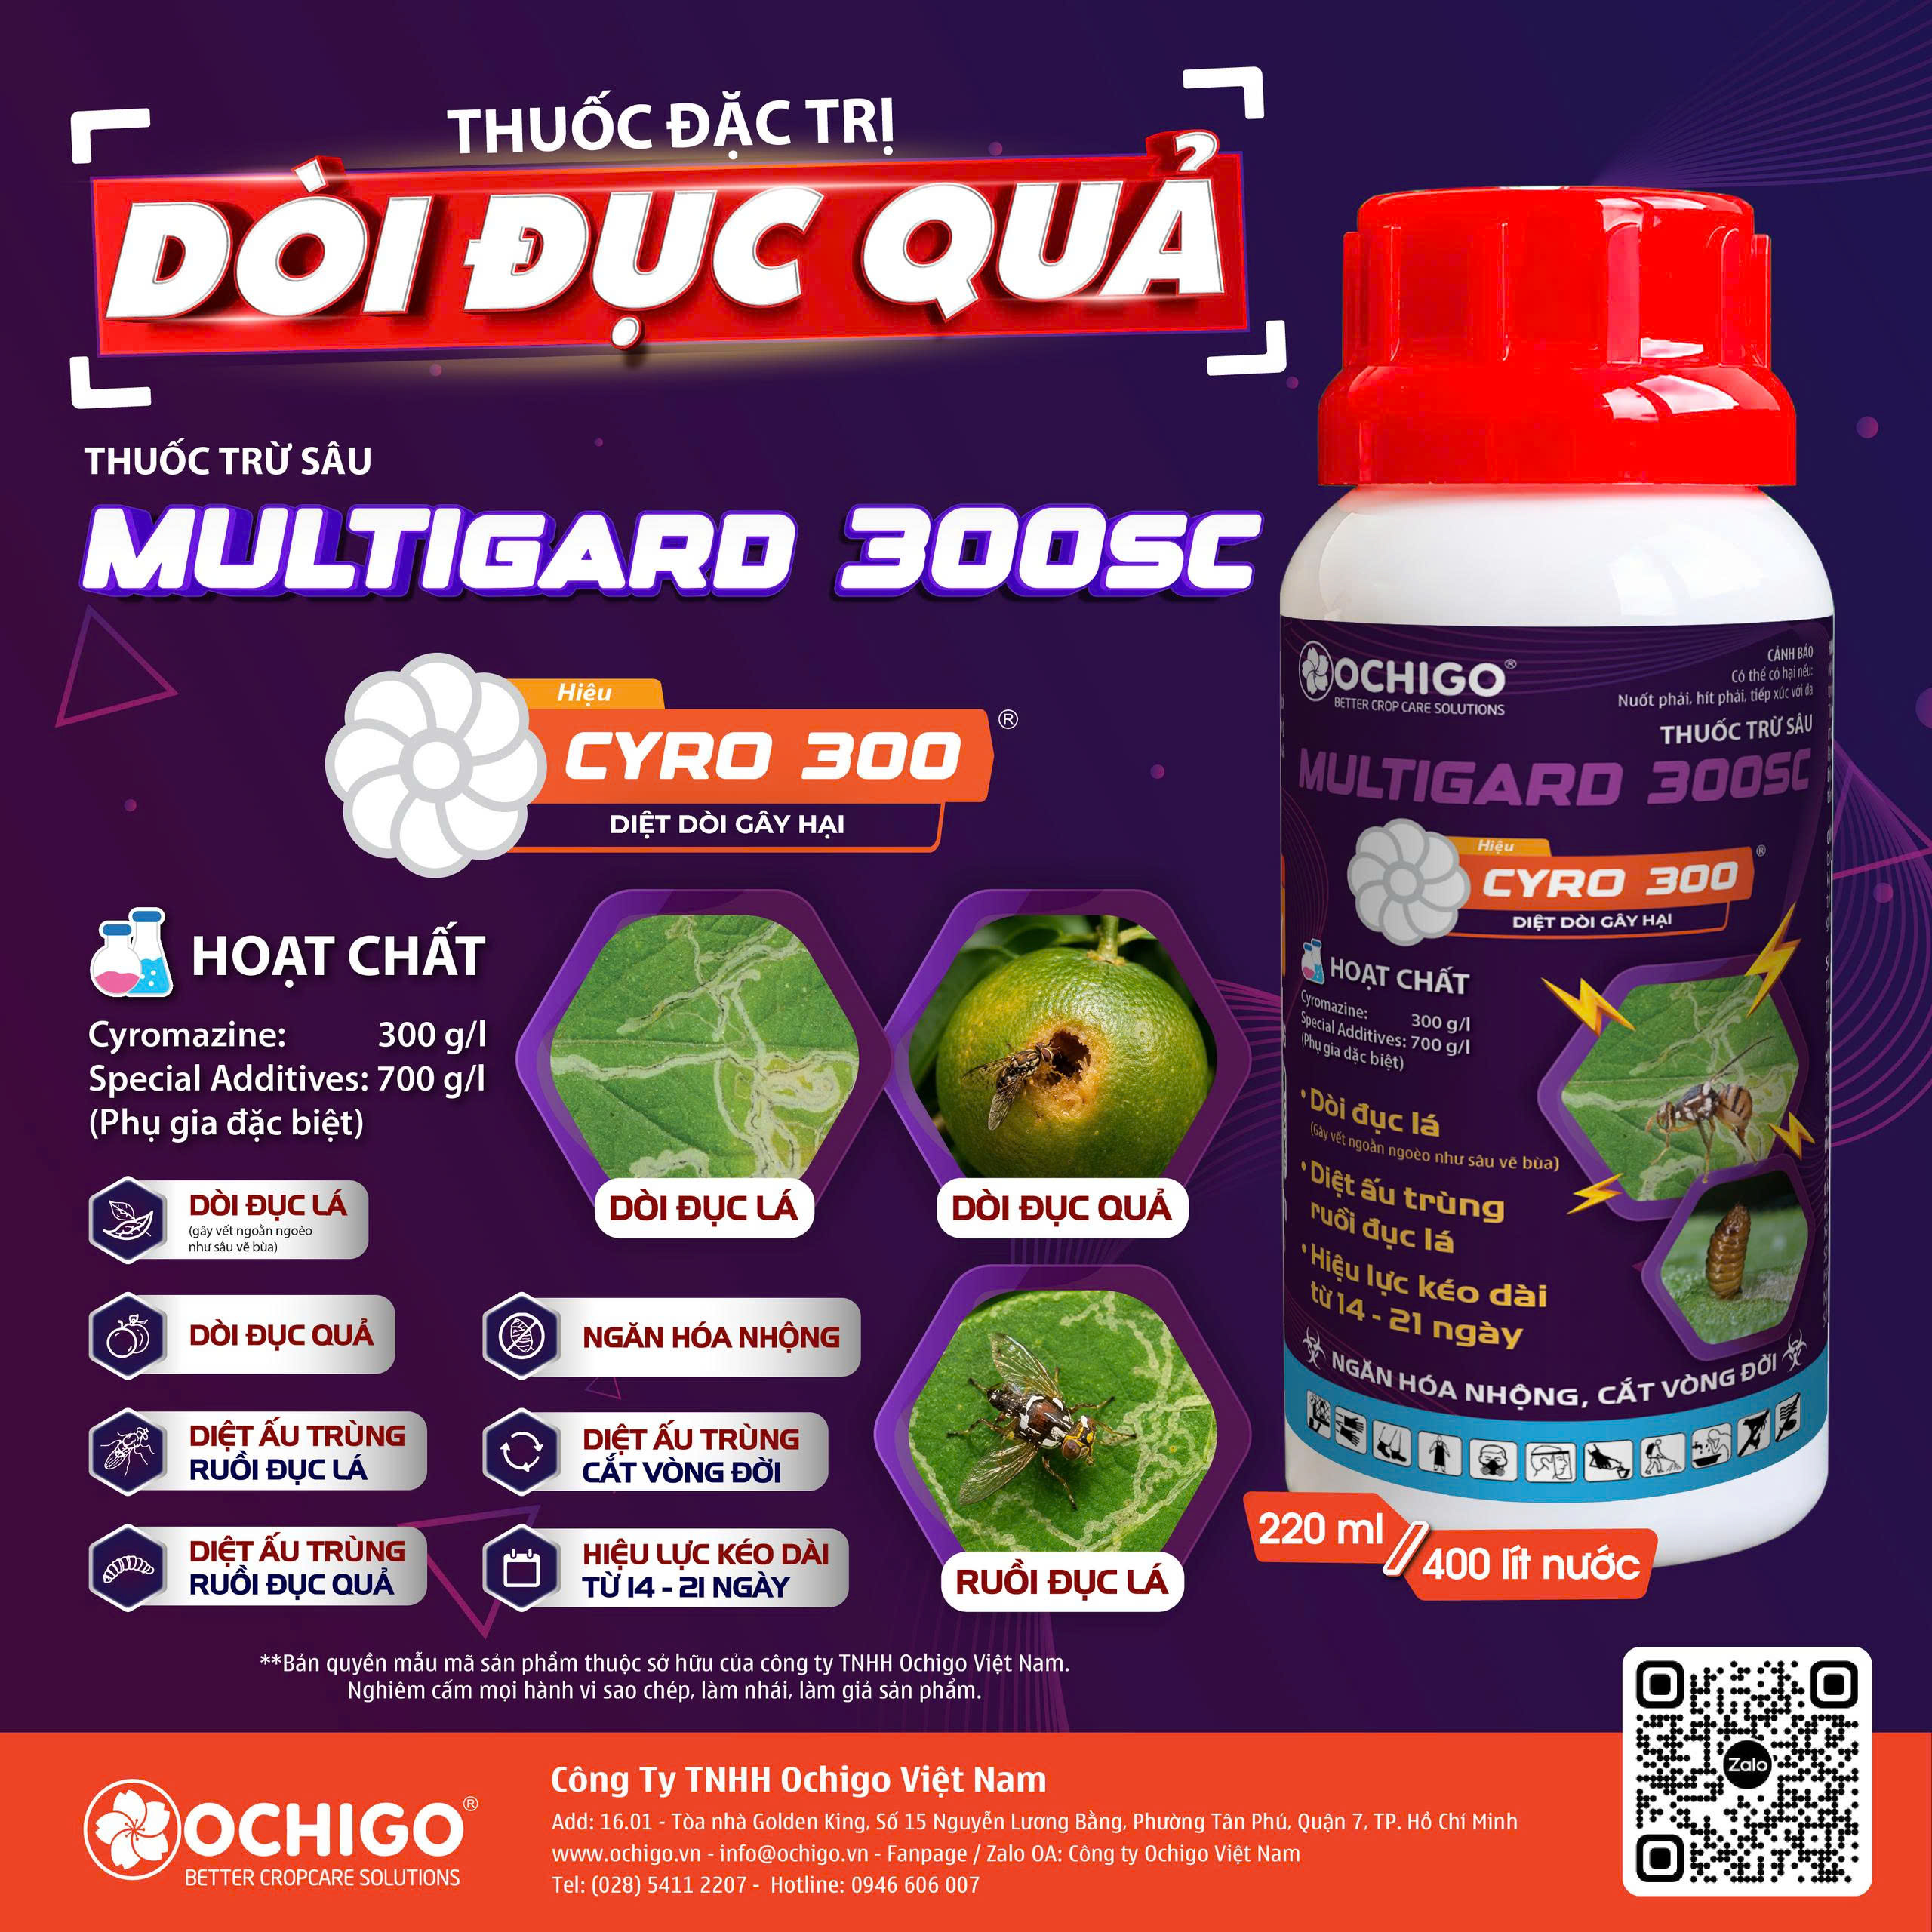 THUỐC ĐẶC TRỊ
DÒI ĐỤC QUẢ
THUỐC TRỪ SÂU
MULTIGARD 300SC
Hiệu
CYRO 300
®
DIỆT DÒI GÂY HẠI
HOẠT CHẤT
Cyromazine: 300 g/l
Special Additives: 700 g/l
(Phụ gia đặc biệt)
DÒI ĐỤC LÁ
(gây vết ngoằn ngoèo
như sâu vẽ bùa)
DÒI ĐỤC QUẢ
DIỆT ẤU TRÙNG
RUỒI ĐỤC LÁ
DIỆT ẤU TRÙNG
RUỒI ĐỤC QUẢ
NGĂN HÓA NHỘNG
DIỆT ẤU TRÙNG
CẮT VÒNG ĐỜI
HIỆU LỰC KÉO DÀI
TỪ 14 - 21 NGÀY
DÒI ĐỤC LÁ
DÒI ĐỤC QUẢ
RUỒI ĐỤC LÁ
OCHIGO®
BETTER CROP CARE SOLUTIONS
CẢNH BÁO
Có thể có hại nếu:
Nuốt phải, hít phải, tiếp xúc với da
THUỐC TRỪ SÂU
MULTIGARD 300SC
Hiệu
CYRO 300
®
DIỆT DÒI GÂY HẠI
HOẠT CHẤT
Cyromazine: 300 g/l
Special Additives: 700 g/l
(Phụ gia đặc biệt)
• Dòi đục lá
(Gây vết ngoằn ngoèo như sâu vẽ bùa)
• Diệt ấu trùng
ruồi đục lá
• Hiệu lực kéo dài
từ 14 - 21 ngày
NGĂN HÓA NHỘNG, CẮT VÒNG ĐỜI
220 ml
400 lít nước
**Bản quyền mẫu mã sản phẩm thuộc sở hữu của công ty TNHH Ochigo Việt Nam.
Nghiêm cấm mọi hành vi sao chép, làm nhái, làm giả sản phẩm.
OCHIGO®
BETTER CROPCARE SOLUTIONS
Công Ty TNHH Ochigo Việt Nam
Add: 16.01 - Tòa nhà Golden King, Số 15 Nguyễn Lương Bằng, Phường Tân Phú, Quận 7, TP. Hồ Chí Minh
www.ochigo.vn - info@ochigo.vn - Fanpage / Zalo OA: Công ty Ochigo Việt Nam
Tel: (028) 5411 2207 - Hotline: 0946 606 007
Zalo